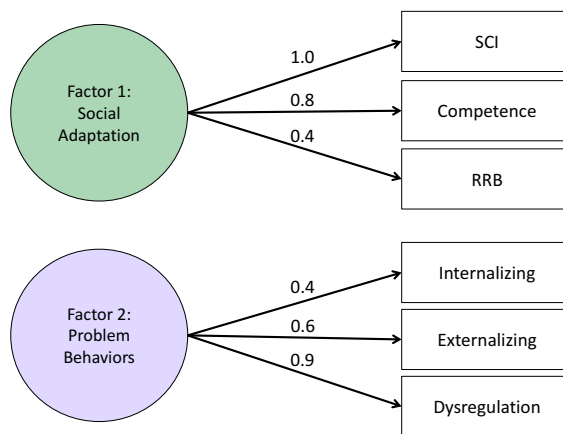 Factor 1:
Social
Adaptation
1.0
0.8
0.4
SCI
Competence
RRB
Factor 2:
Problem
Behaviors
0.4
0.6
0.9
Internalizing
Externalizing
Dysregulation